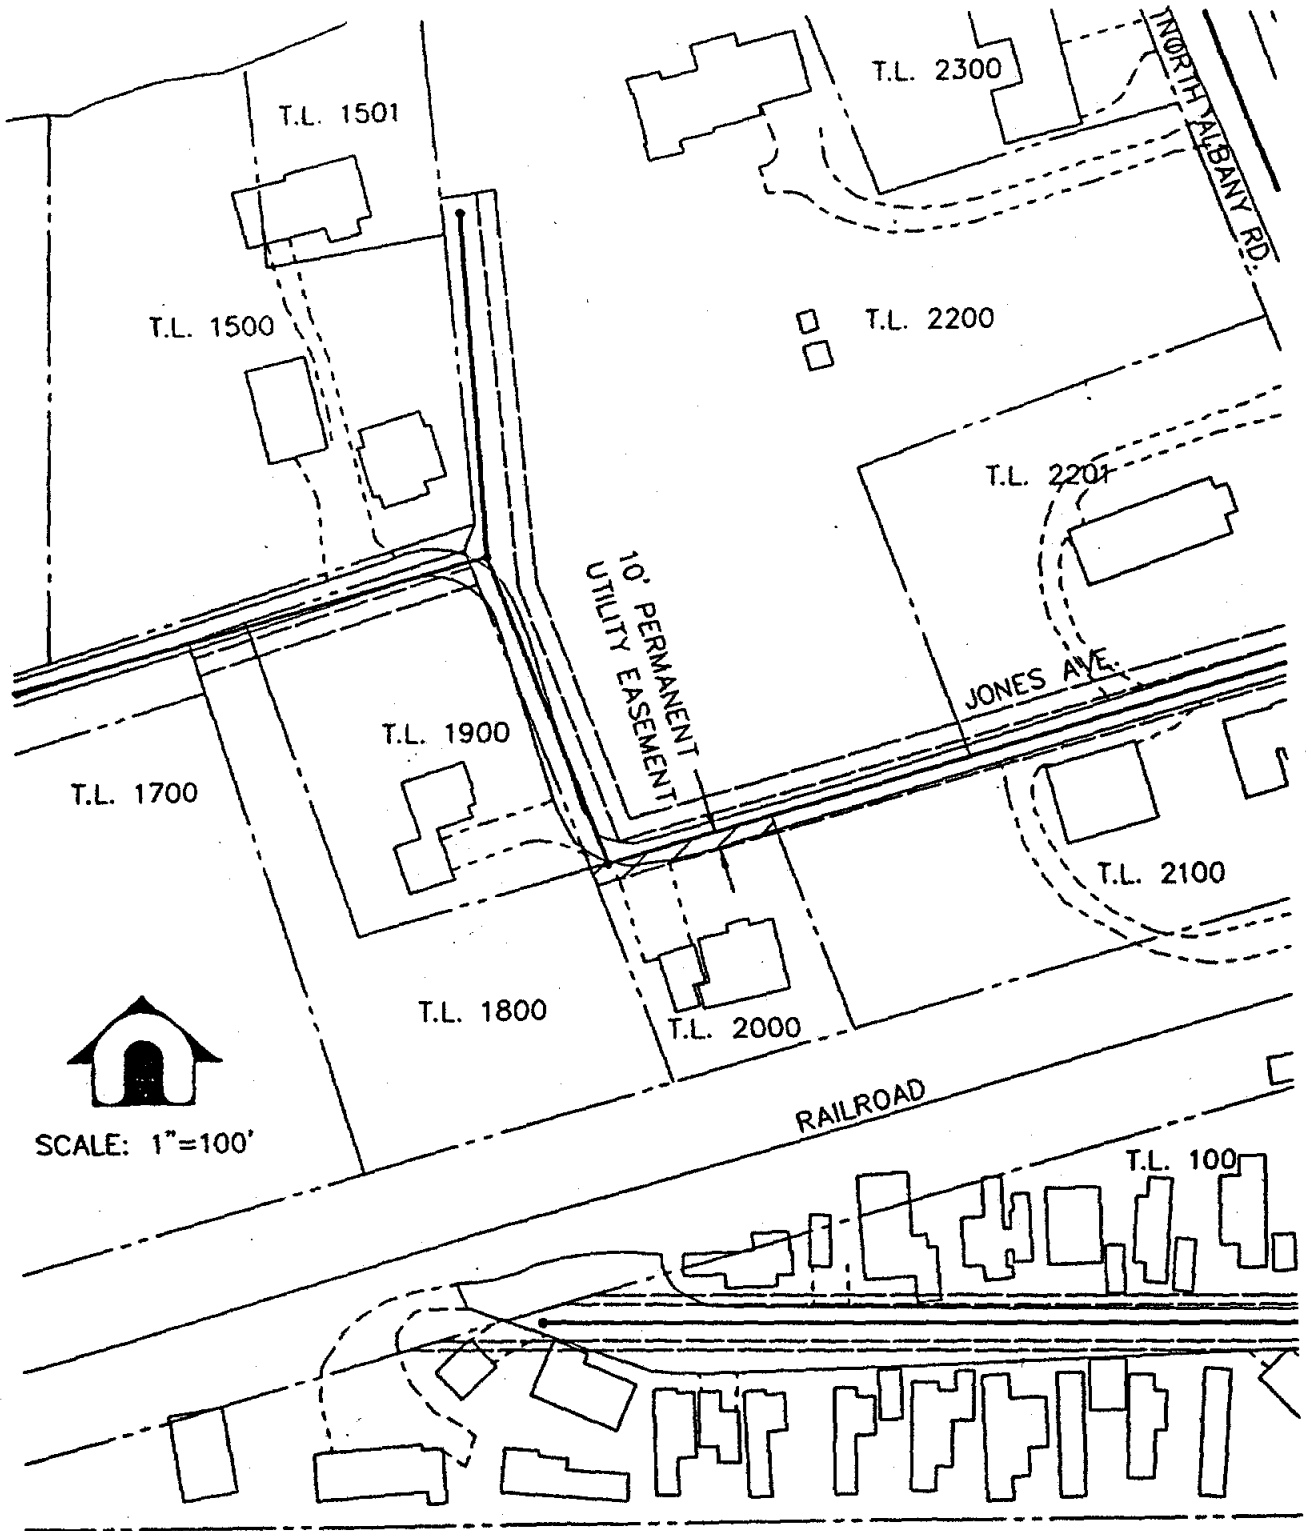 T.L. 2300
NORTH ALBANY RD.
T.L. 1501
T.L. 1500
T.L. 2200
T.L. 2201
10' PERMANENT
UTILITY EASEMENT
JONES AVE.
T.L. 1900
T.L. 1700
T.L. 2100
T.L. 1800
T.L. 2000
RAILROAD
SCALE: 1"=100'
T.L. 100